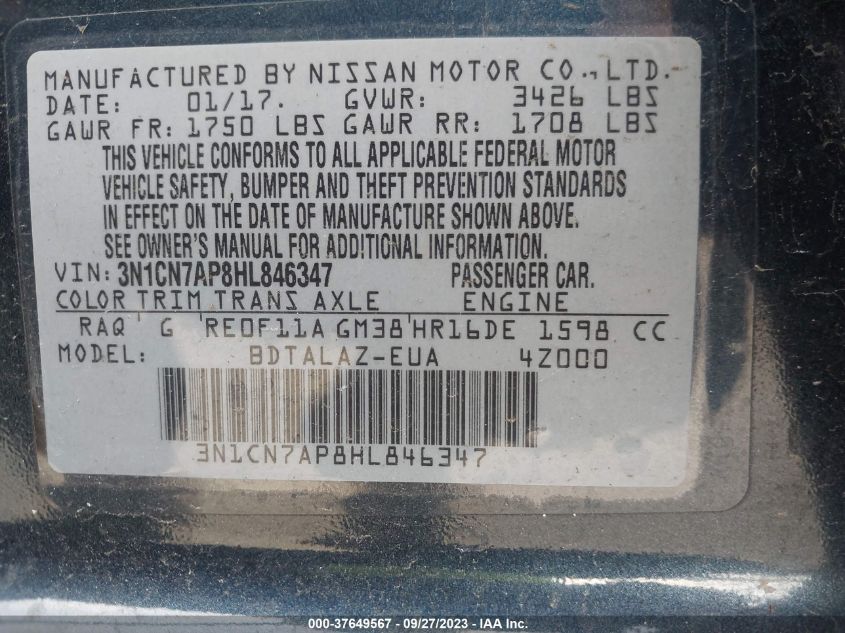 MANUFACTURED BY NISSAN MOTOR CO., LTD.
DATE: 01/17. GVWR: 3426 LBS
GAWR FR: 1750 LBS GAWR RR: 1708 LBS
THIS VEHICLE CONFORMS TO ALL APPLICABLE FEDERAL MOTOR
VEHICLE SAFETY, BUMPER AND THEFT PREVENTION STANDARDS
IN EFFECT ON THE DATE OF MANUFACTURE SHOWN ABOVE.
SEE OWNER'S MANUAL FOR ADDITIONAL INFORMATION.
VIN: 3N1CN7AP8HL846347 PASSENGER CAR.
COLOR TRIM TRANS AXLE ENGINE
RAQ G RE0F11A GM38 HR16DE 1598 CC
MODEL: BDTALAZ-EUA 4Z000
3N1CN7AP8HL846347
000-37649567 - 09/27/2023 - IAA Inc.